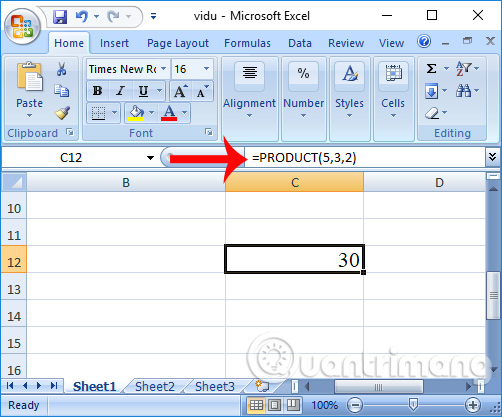 vidu - Microsoft Excel
Home Insert Page Layout Formulas Data Review View
Paste
Clipboard
Times New Ro 16
B I U A A
Font
Alignment
%
Number
Styles
Cells
Σ
Editing
C12 =PRODUCT(5,3,2)
B C D
10
11
12 30
13
14
15
16
Quantrimang
Sheet1 Sheet2 Sheet3
Ready 100%